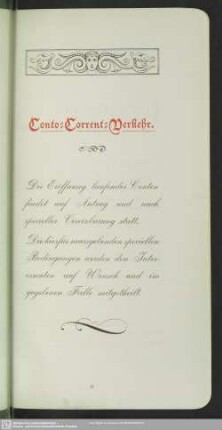 Conto-Corrent-Verkehr.
Die Eröffnung laufender Conten
findet auf Antrag und nach
specieller Vereinbarung statt.
Die hierfür massgebenden speciellen
Bedingungen werden den Inter-
essenten auf Wunsch und im
gegebenen Falle mitgetheilt.